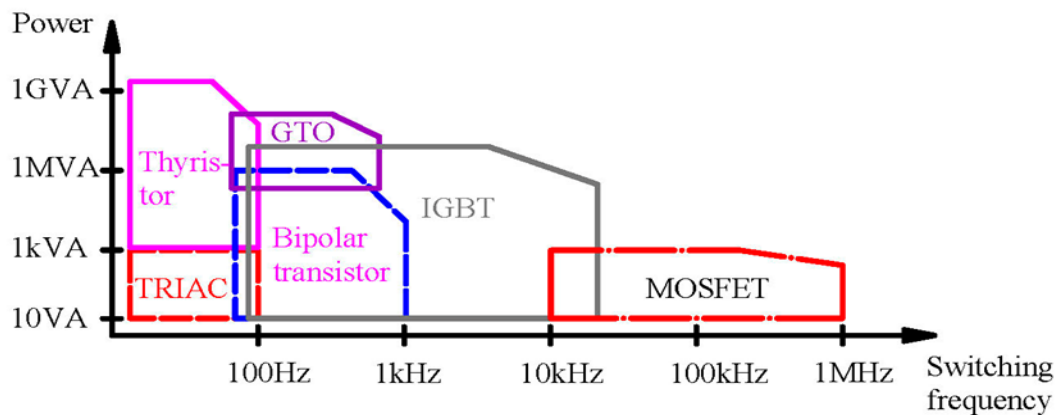 Power
1GVA
GTO
Thyris-
tor
1MVA
IGBT
Bipolar
transistor
1kVA
TRIAC
MOSFET
10VA
100Hz 1kHz 10kHz 100kHz 1MHz
Switching
frequency